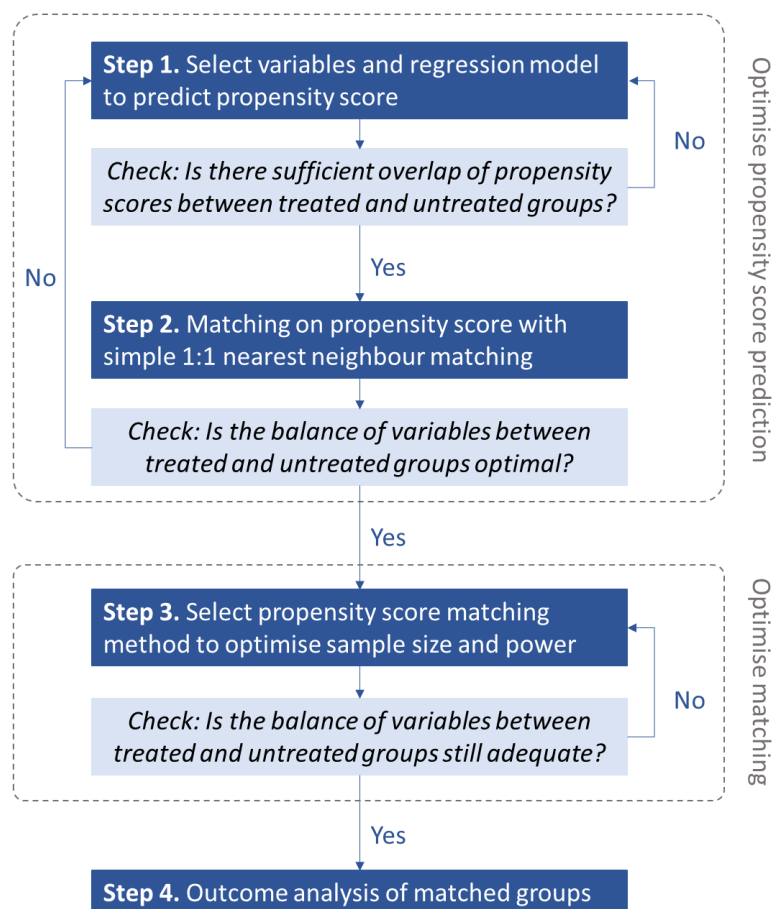 Step 1. Select variables and regression model
to predict propensity score
No
Check: Is there sufficient overlap of propensity
scores between treated and untreated groups?
Yes
No
Step 2. Matching on propensity score with
simple 1:1 nearest neighbour matching
Check: Is the balance of variables between
treated and untreated groups optimal?
Optimise propensity score prediction
Yes
Step 3. Select propensity score matching
method to optimise sample size and power
No
Check: Is the balance of variables between
treated and untreated groups still adequate?
Optimise matching
Yes
Step 4. Outcome analysis of matched groups